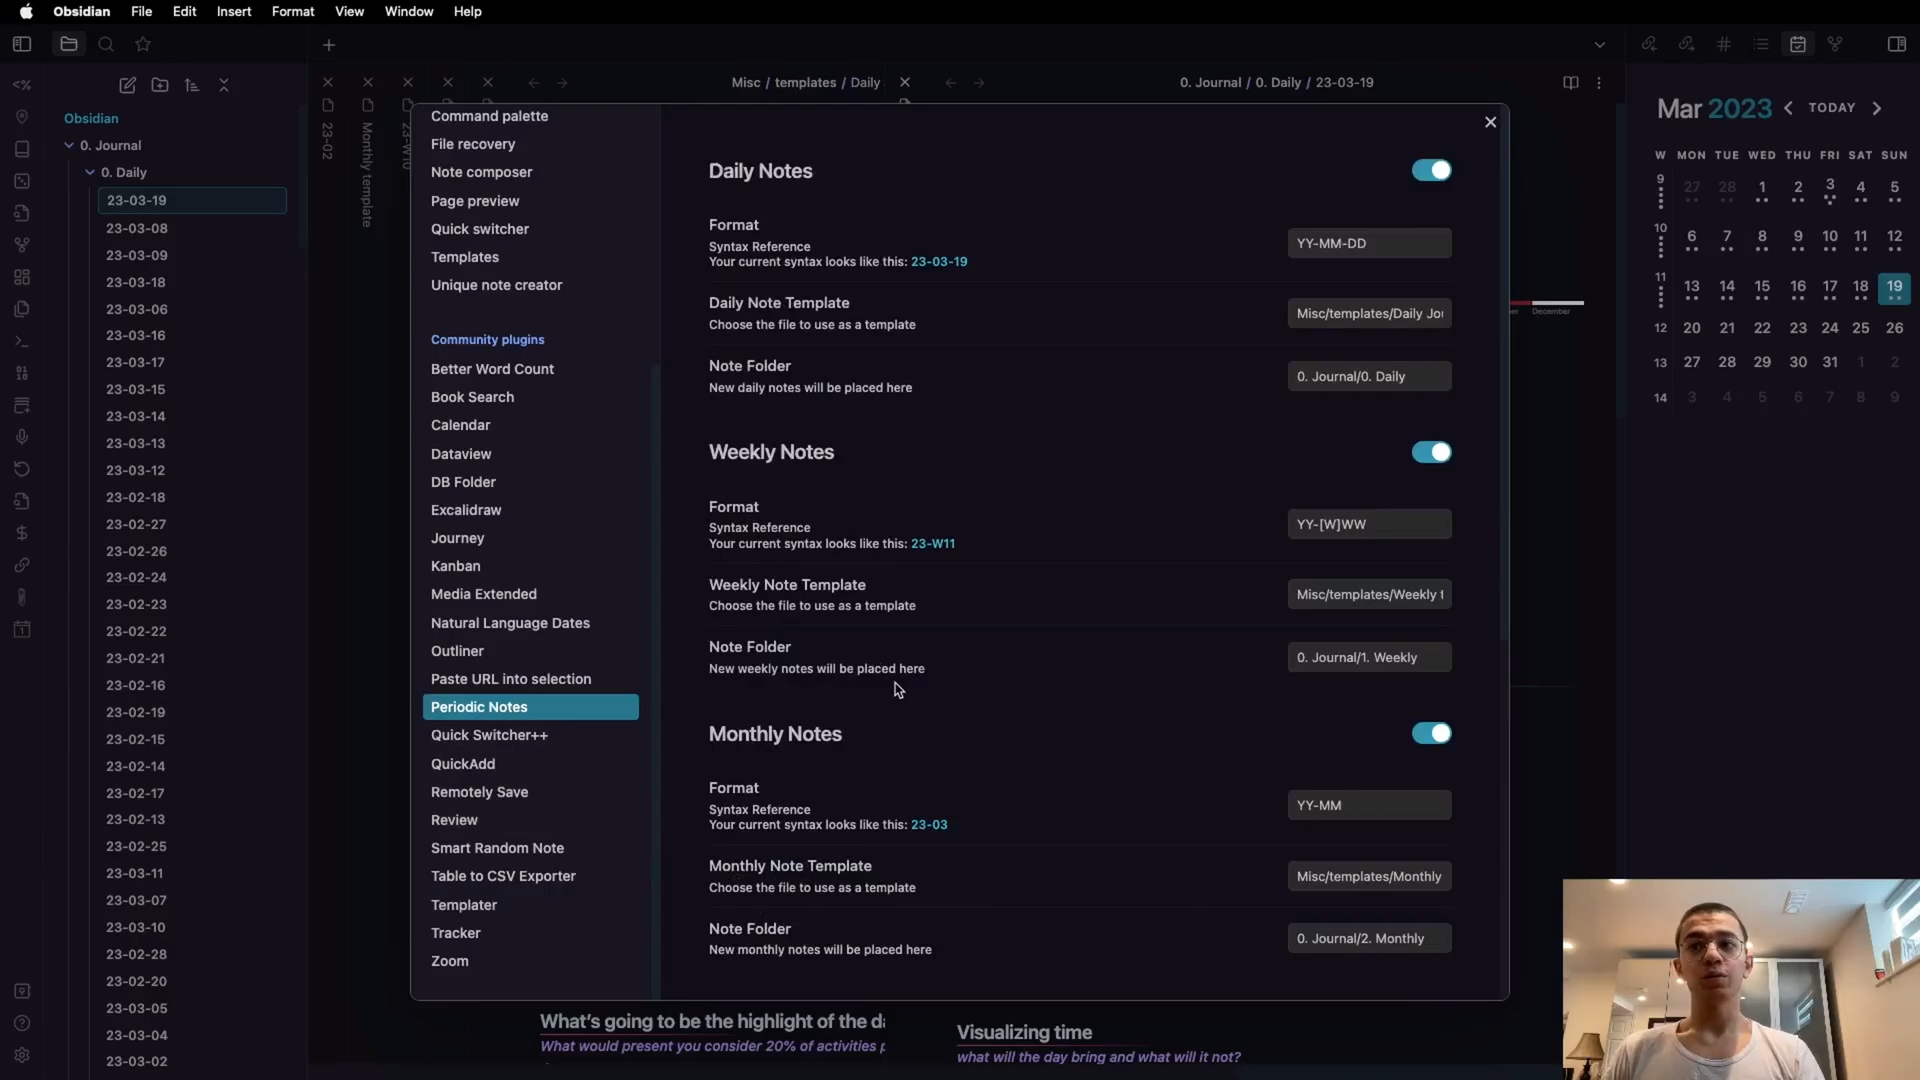 Obsidian File Edit Insert Format View Window Help
Misc / templates / Daily
0. Journal / 0. Daily / 23-03-19
Obsidian
0. Journal
0. Daily
23-03-19
23-03-08
23-03-09
23-03-18
23-03-06
23-03-16
23-03-17
23-03-15
23-03-14
23-03-13
23-03-12
23-02-18
23-02-27
23-02-26
23-02-24
23-02-23
23-02-22
23-02-21
23-02-16
23-02-19
23-02-15
23-02-14
23-02-17
23-02-13
23-02-25
23-03-11
23-03-07
23-03-10
23-02-28
23-02-20
23-03-05
23-03-04
23-03-02
23-02
Monthly template
Command palette
File recovery
Note composer
Page preview
Quick switcher
Templates
Unique note creator
Community plugins
Better Word Count
Book Search
Calendar
Dataview
DB Folder
Excalidraw
Journey
Kanban
Media Extended
Natural Language Dates
Outliner
Paste URL into selection
Periodic Notes
Quick Switcher++
QuickAdd
Remotely Save
Review
Smart Random Note
Table to CSV Exporter
Templater
Tracker
Zoom
Daily Notes
Format
Syntax Reference
Your current syntax looks like this: 23-03-19
YY-MM-DD
Daily Note Template
Choose the file to use as a template
Misc/templates/Daily Jou
Note Folder
New daily notes will be placed here
0. Journal/0. Daily
Weekly Notes
Format
Syntax Reference
Your current syntax looks like this: 23-W11
YY-[W]WW
Weekly Note Template
Choose the file to use as a template
Misc/templates/Weekly t
Note Folder
New weekly notes will be placed here
0. Journal/1. Weekly
Monthly Notes
Format
Syntax Reference
Your current syntax looks like this: 23-03
YY-MM
Monthly Note Template
Choose the file to use as a template
Misc/templates/Monthly
Note Folder
New monthly notes will be placed here
0. Journal/2. Monthly
What's going to be the highlight of the da
What would present you consider 20% of activities p
Visualizing time
what will the day bring and what will it not?
December
Mar 2023 TODAY
W MON TUE WED THU FRI SAT SUN
9 27 28 1 2 3 4 5
10 6 7 8 9 10 11 12
11 13 14 15 16 17 18 19
12 20 21 22 23 24 25 26
13 27 28 29 30 31 1 2
14 3 4 5 6 7 8 9